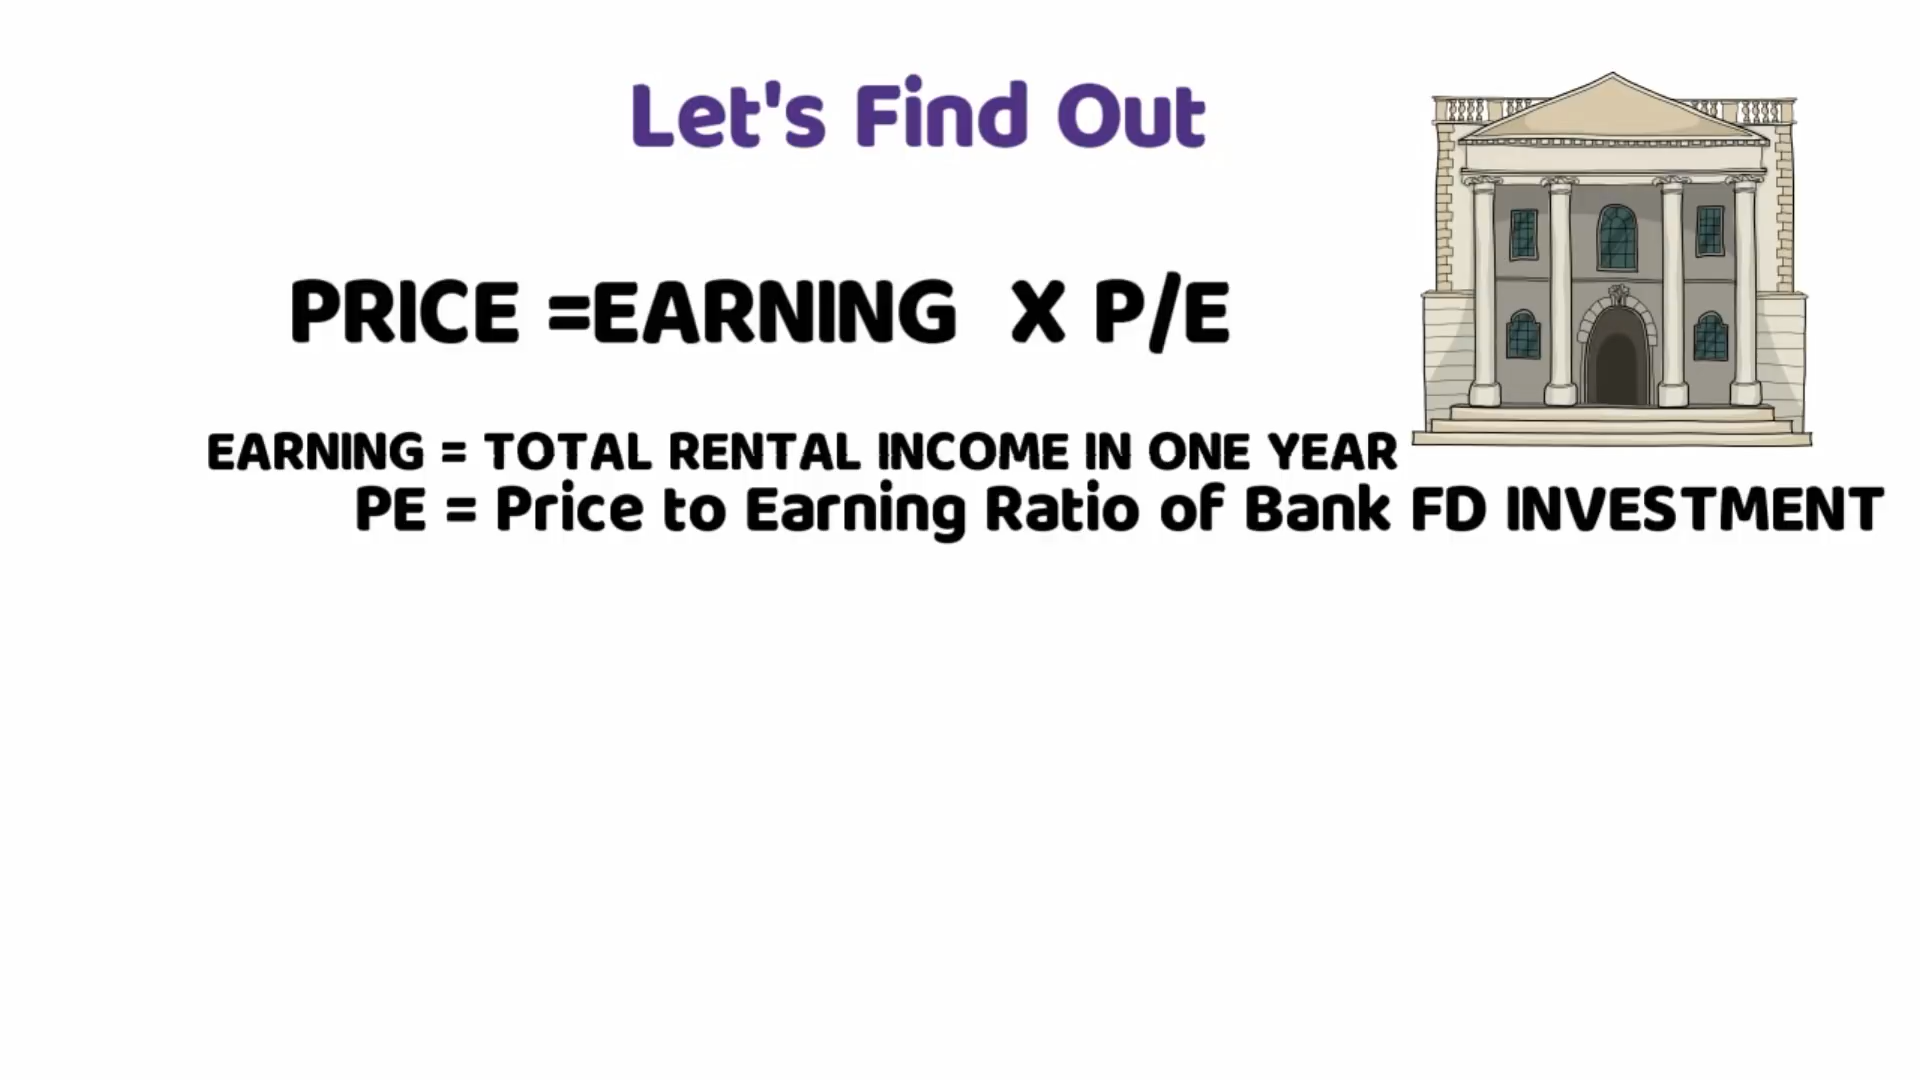 Let's Find Out
PRICE =EARNING X P/E
EARNING = TOTAL RENTAL INCOME IN ONE YEAR
PE = Price to Earning Ratio of Bank FD INVESTMENT